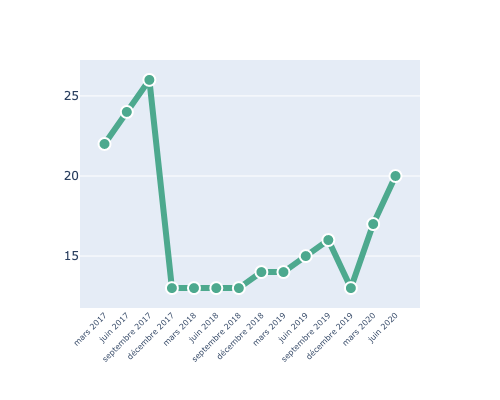 25
20
15
mars 2017
juin 2017
septembre 2017
décembre 2017
mars 2018
juin 2018
septembre 2018
décembre 2018
mars 2019
juin 2019
septembre 2019
décembre 2019
mars 2020
juin 2020